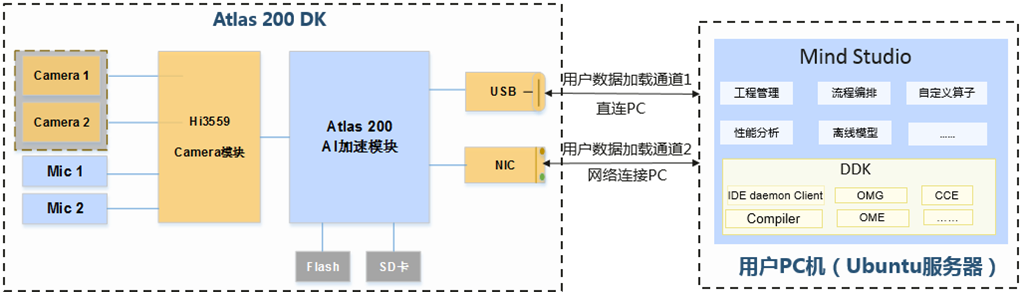 Atlas 200 DK
Camera 1
Camera 2
Mic 1
Mic 2
Hi3559
Camera模块
Atlas 200
AI加速模块
Flash
SD卡
USB
NIC
用户数据加载通道1
直连PC
用户数据加载通道2
网络连接PC
Mind Studio
工程管理
流程编排
自定义算子
性能分析
离线模型
......
DDK
IDE daemon Client
OMG
CCE
Compiler
OME
......
用户PC机（Ubuntu服务器）